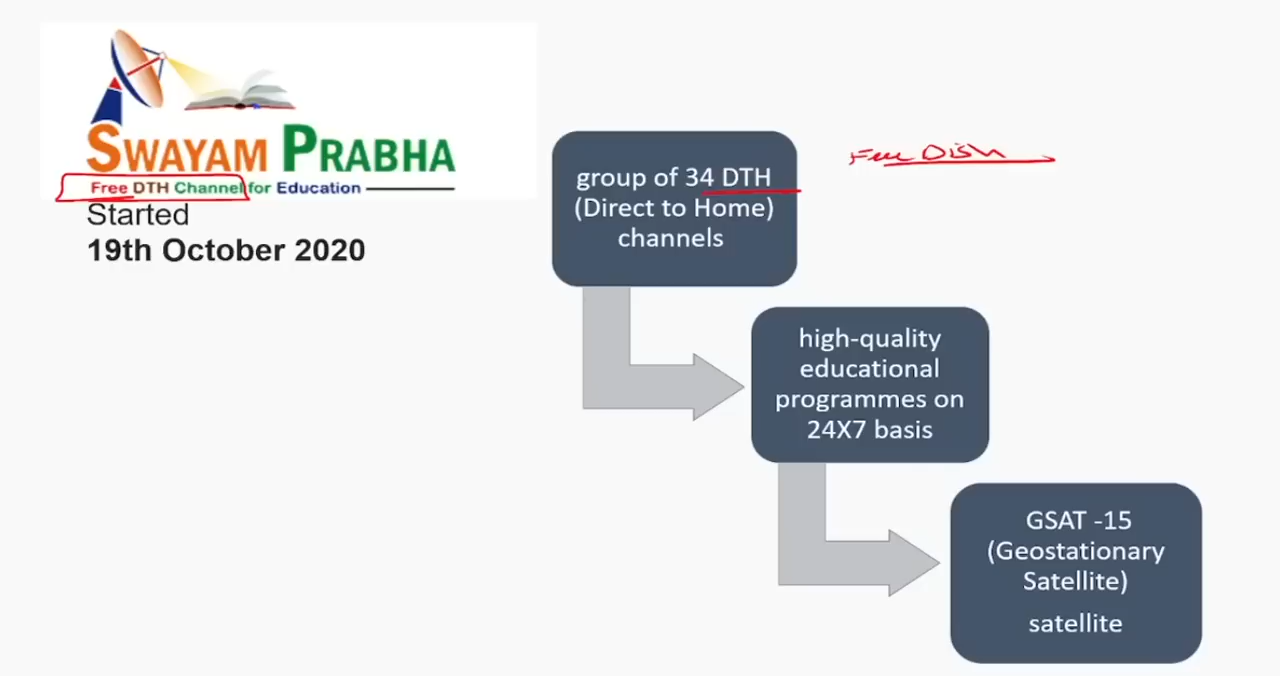 SWAYAM PRABHA
Free DTH Channel for Education
Started
19th October 2020
group of 34 DTH
(Direct to Home)
channels
Free Dish
high-quality
educational
programmes on
24X7 basis
GSAT -15
(Geostationary
Satellite)
satellite